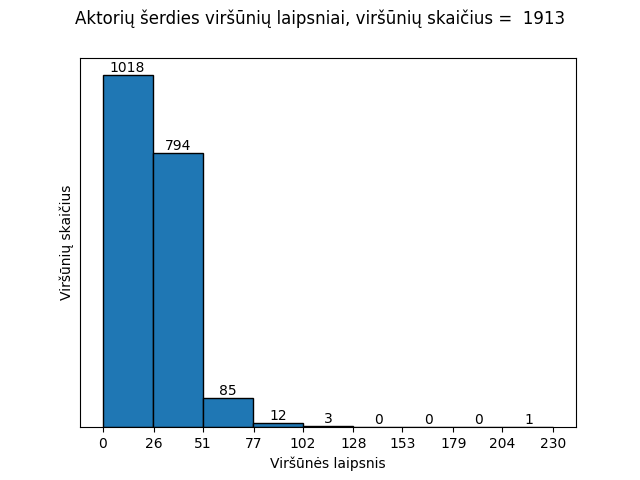 Aktorių šerdies viršūnių laipsniai, viršūnių skaičius =  1913
1018
794
85
12
3
0
0
0
1
Viršūnių skaičius
0 26 51 77 102 128 153 179 204 230
Viršūnės laipsnis